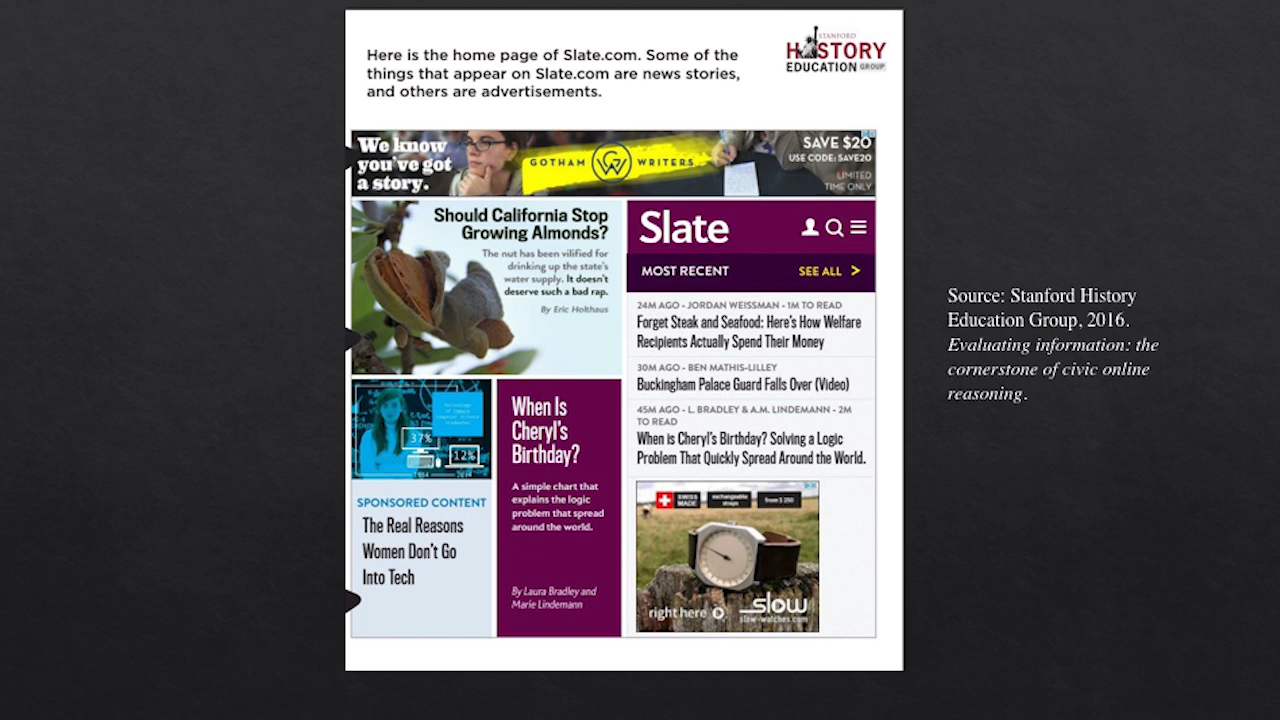 Here is the home page of Slate.com. Some of the
things that appear on Slate.com are news stories,
and others are advertisements.
STANFORD
HISTORY
EDUCATION GROUP
We know
you've got
a story.
GOTHAM GW WRITERS
SAVE $20
USE CODE: SAVE20
LIMITED
TIME ONLY
Should California Stop
Growing Almonds?
The nut has been vilified for
drinking up the state's
water supply. It doesn't
deserve such a bad rap.
By Eric Holthaus
Slate
MOST RECENT
SEE ALL >
24M AGO - JORDAN WEISSMAN - 1M TO READ
Forget Steak and Seafood: Here's How Welfare
Recipients Actually Spend Their Money
30M AGO - BEN MATHIS-LILLEY
Buckingham Palace Guard Falls Over (Video)
45M AGO - L. BRADLEY & A.M. LINDEMANN - 2M
TO READ
When is Cheryl's Birthday? Solving a Logic
Problem That Quickly Spread Around the World.
37%
12%
SPONSORED CONTENT
The Real Reasons
Women Don't Go
Into Tech
When Is
Cheryl's
Birthday?
A simple chart that
explains the logic
problem that spread
around the world.
By Laura Bradley and
Marie Lindemann
SWISS
MADE
exchangeable
straps
from $ 250
right here
slow
slow-watches.com
Source: Stanford History
Education Group, 2016.
Evaluating information: the
cornerstone of civic online
reasoning.